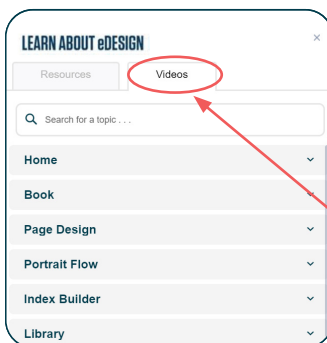 LEARN ABOUT eDESIGN
Resources
Videos
Search for a topic . . .
Home
Book
Page Design
Portrait Flow
Index Builder
Library